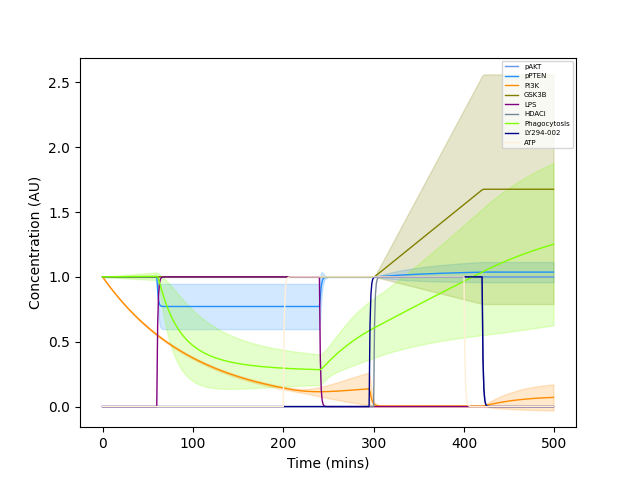 2.5
2.0
1.5
1.0
0.5
0.0
Concentration (AU)
0
100
200
300
400
500
Time (mins)
pAKT
pPTEN
PI3K
GSK3B
LPS
HDACi
Phagocytosis
LY294-002
ATP